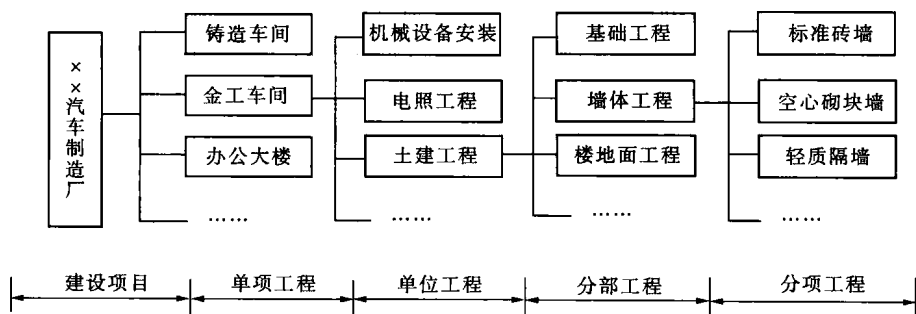 ××汽车制造厂
铸造车间
金工车间
办公大楼
……
机械设备安装
电照工程
土建工程
……
基础工程
墙体工程
楼地面工程
……
标准砖墙
空心砌块墙
轻质隔墙
……
建设项目
单项工程
单位工程
分部工程
分项工程